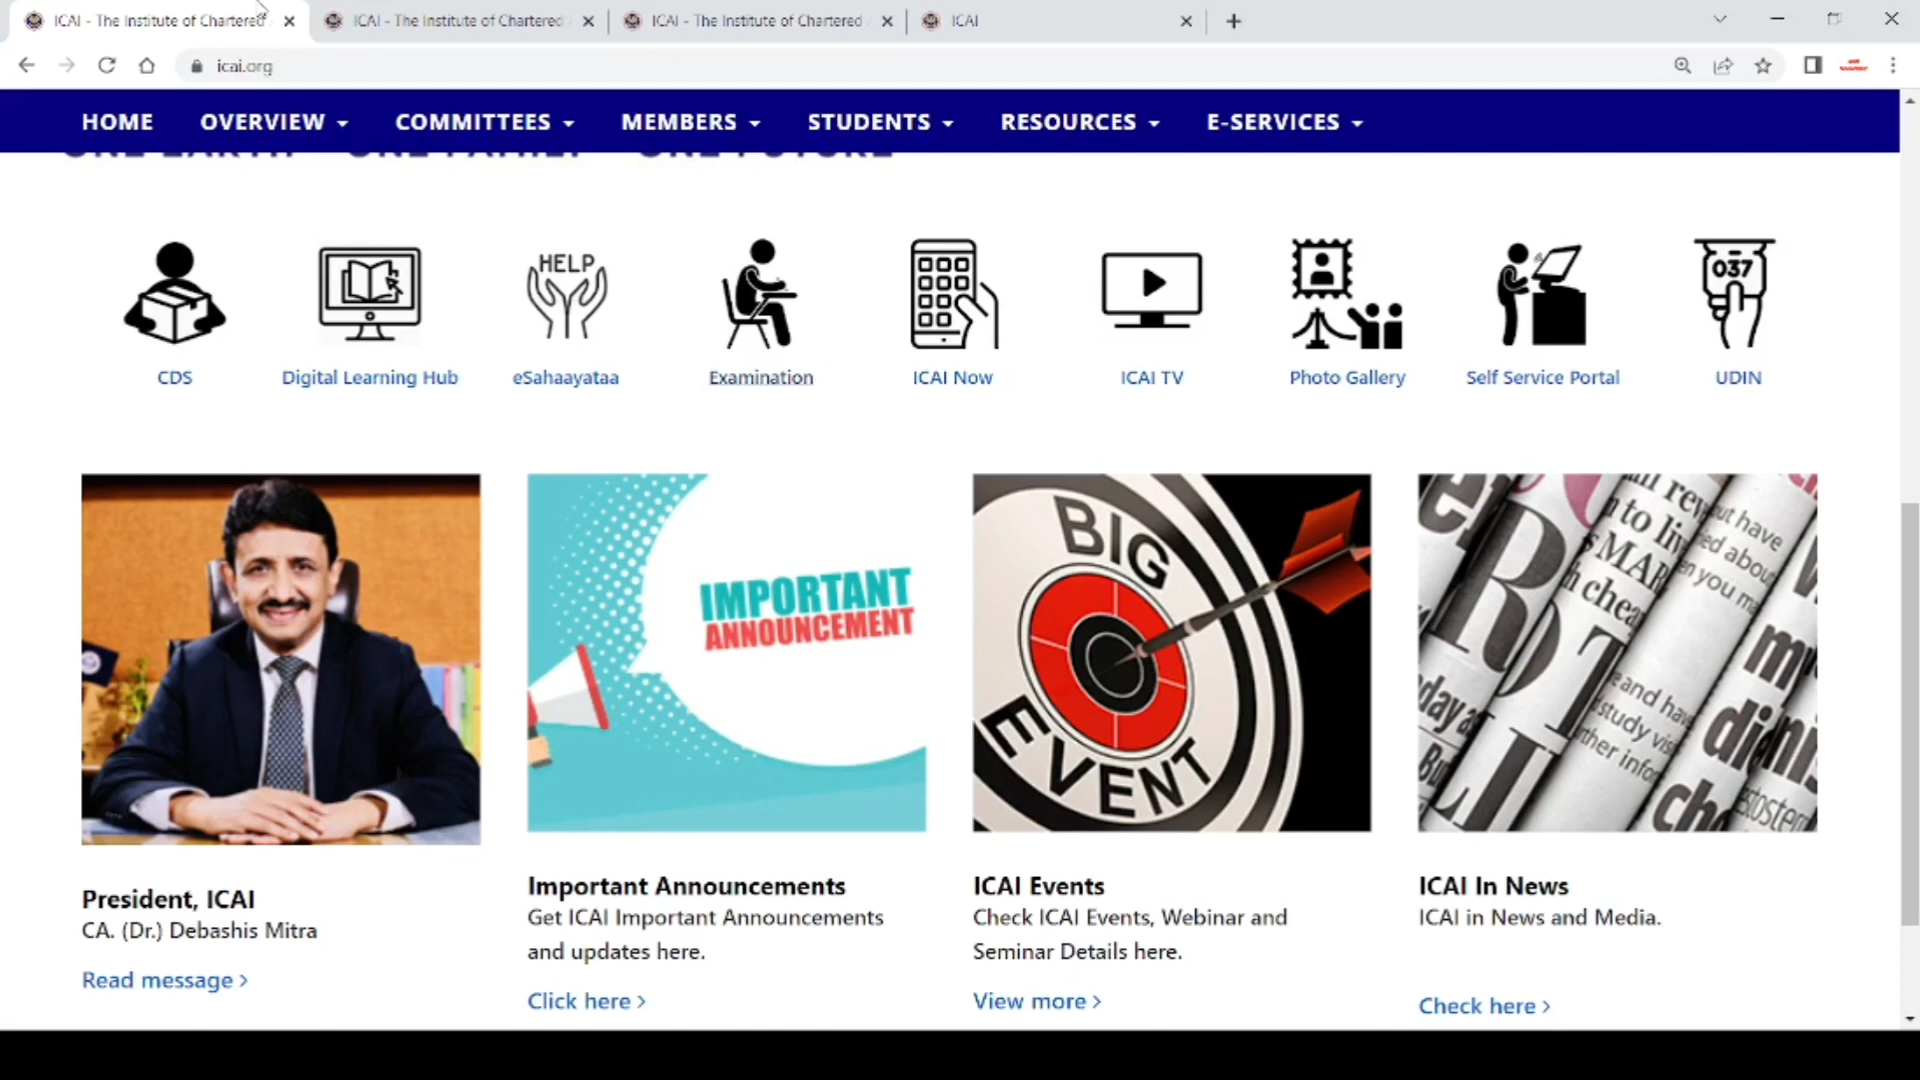 ICAI - The Institute of Chartered
ICAI - The Institute of Chartered
ICAI - The Institute of Chartered
ICAI
icai.org
HOME
OVERVIEW
COMMITTEES
MEMBERS
STUDENTS
RESOURCES
E-SERVICES
ONE EARTH ONE FAMILY ONE FUTURE
HELP
037
CDS
Digital Learning Hub
eSahaayataa
Examination
ICAI Now
ICAI TV
Photo Gallery
Self Service Portal
UDIN
IMPORTANT
ANNOUNCEMENT
BIG
EVENT
President, ICAI
CA. (Dr.) Debashis Mitra
Read message >
Important Announcements
Get ICAI Important Announcements
and updates here.
Click here >
ICAI Events
Check ICAI Events, Webinar and
Seminar Details here.
View more >
ICAI In News
ICAI in News and Media.
Check here >